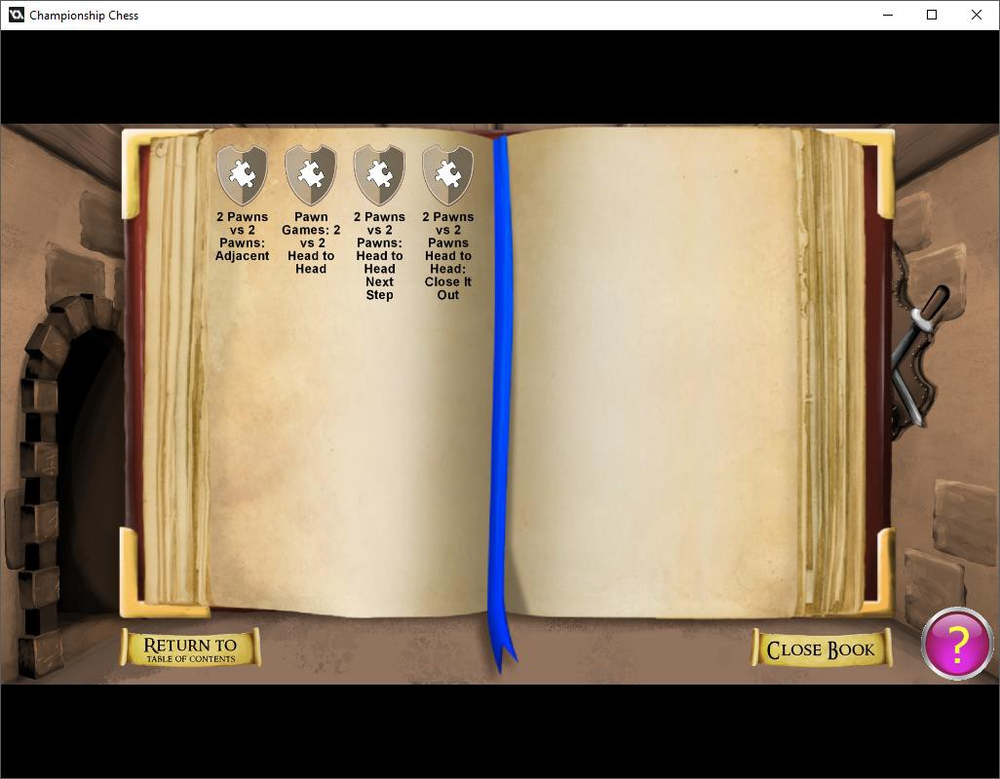 Championship Chess
2 Pawns
vs 2
Pawns:
Adjacent
Pawn
Games: 2
vs 2
Head to
Head
2 Pawns
vs 2
Pawns:
Head to
Head
Next
Step
2 Pawns
vs 2
Pawns
Head to
Head:
Close It
Out
RETURN TO
TABLE OF CONTENTS
CLOSE BOOK
?